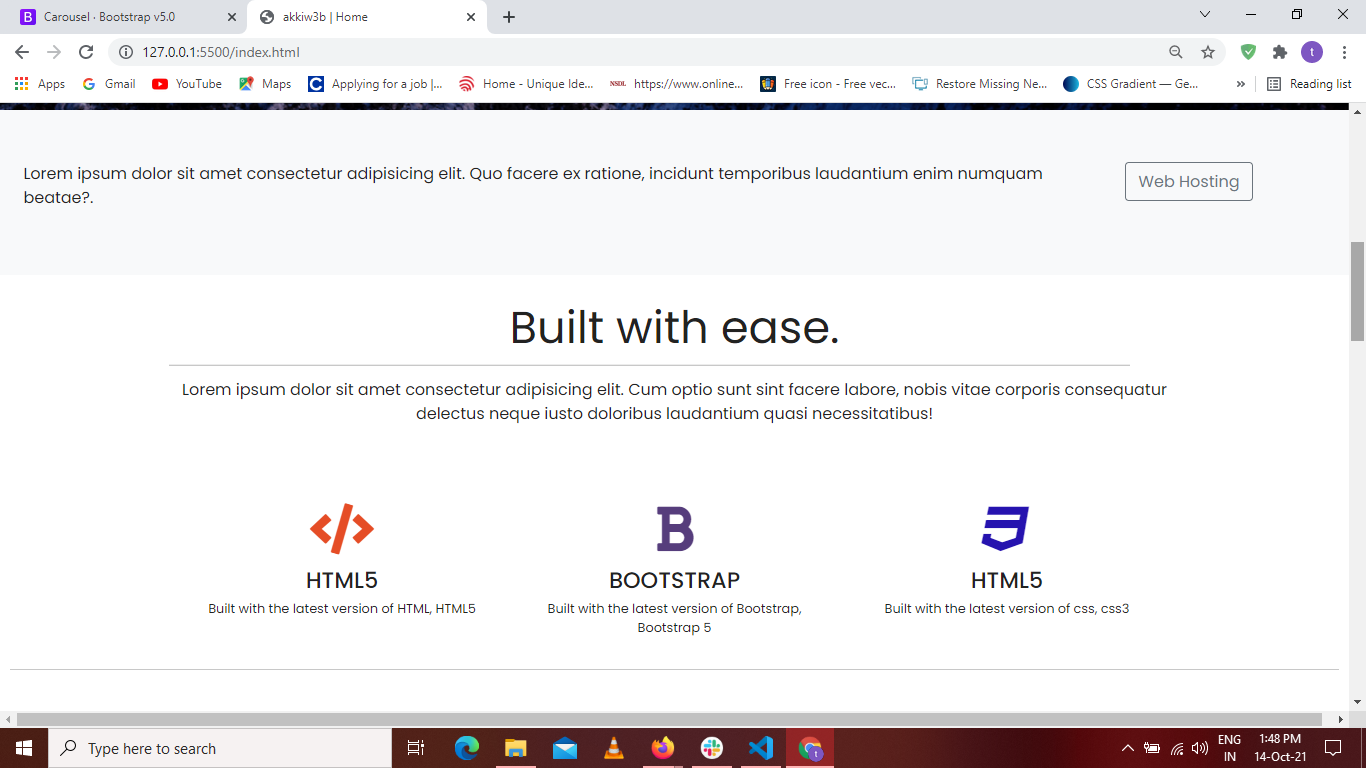 Carousel · Bootstrap v5.0
akkiw3b | Home
127.0.0.1:5500/index.html
t
Apps
Gmail
YouTube
Maps
Applying for a job |...
Home - Unique Ide...
NSDL
https://www.online...
Free icon - Free vec...
Restore Missing Ne...
CSS Gradient — Ge...
»
Reading list
Lorem ipsum dolor sit amet consectetur adipisicing elit. Quo facere ex ratione, incidunt temporibus laudantium enim numquam
beatae?.
Web Hosting
Built with ease.
Lorem ipsum dolor sit amet consectetur adipisicing elit. Cum optio sunt sint facere labore, nobis vitae corporis consequatur
delectus neque iusto doloribus laudantium quasi necessitatibus!
HTML5
Built with the latest version of HTML, HTML5
BOOTSTRAP
Built with the latest version of Bootstrap,
Bootstrap 5
HTML5
Built with the latest version of css, css3
Type here to search
ENG
IN
1:48 PM
14-Oct-21